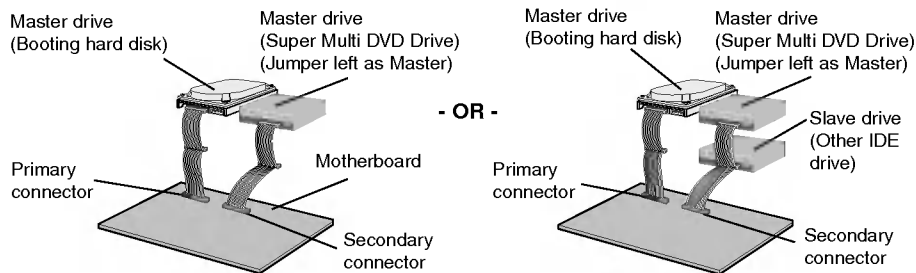 Master drive
(Booting hard disk)
Master drive
(Super Multi DVD Drive)
(Jumper left as Master)
Primary
connector
Motherboard
Secondary
connector
- OR -
Master drive
(Booting hard disk)
Master drive
(Super Multi DVD Drive)
(Jumper left as Master)
Slave drive
(Other IDE
drive)
Primary
connector
Secondary
connector